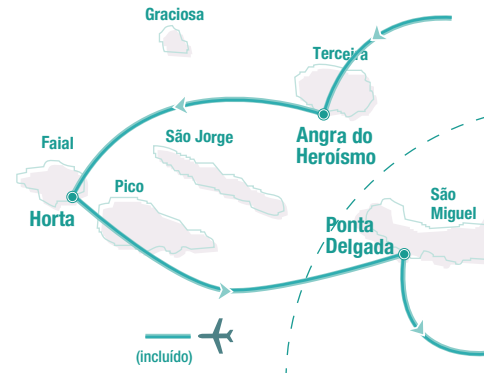 Graciosa
Terceira
Angra do
Heroísmo
São Jorge
Faial
Pico
Horta
São
Miguel
Ponta
Delgada
(incluído)